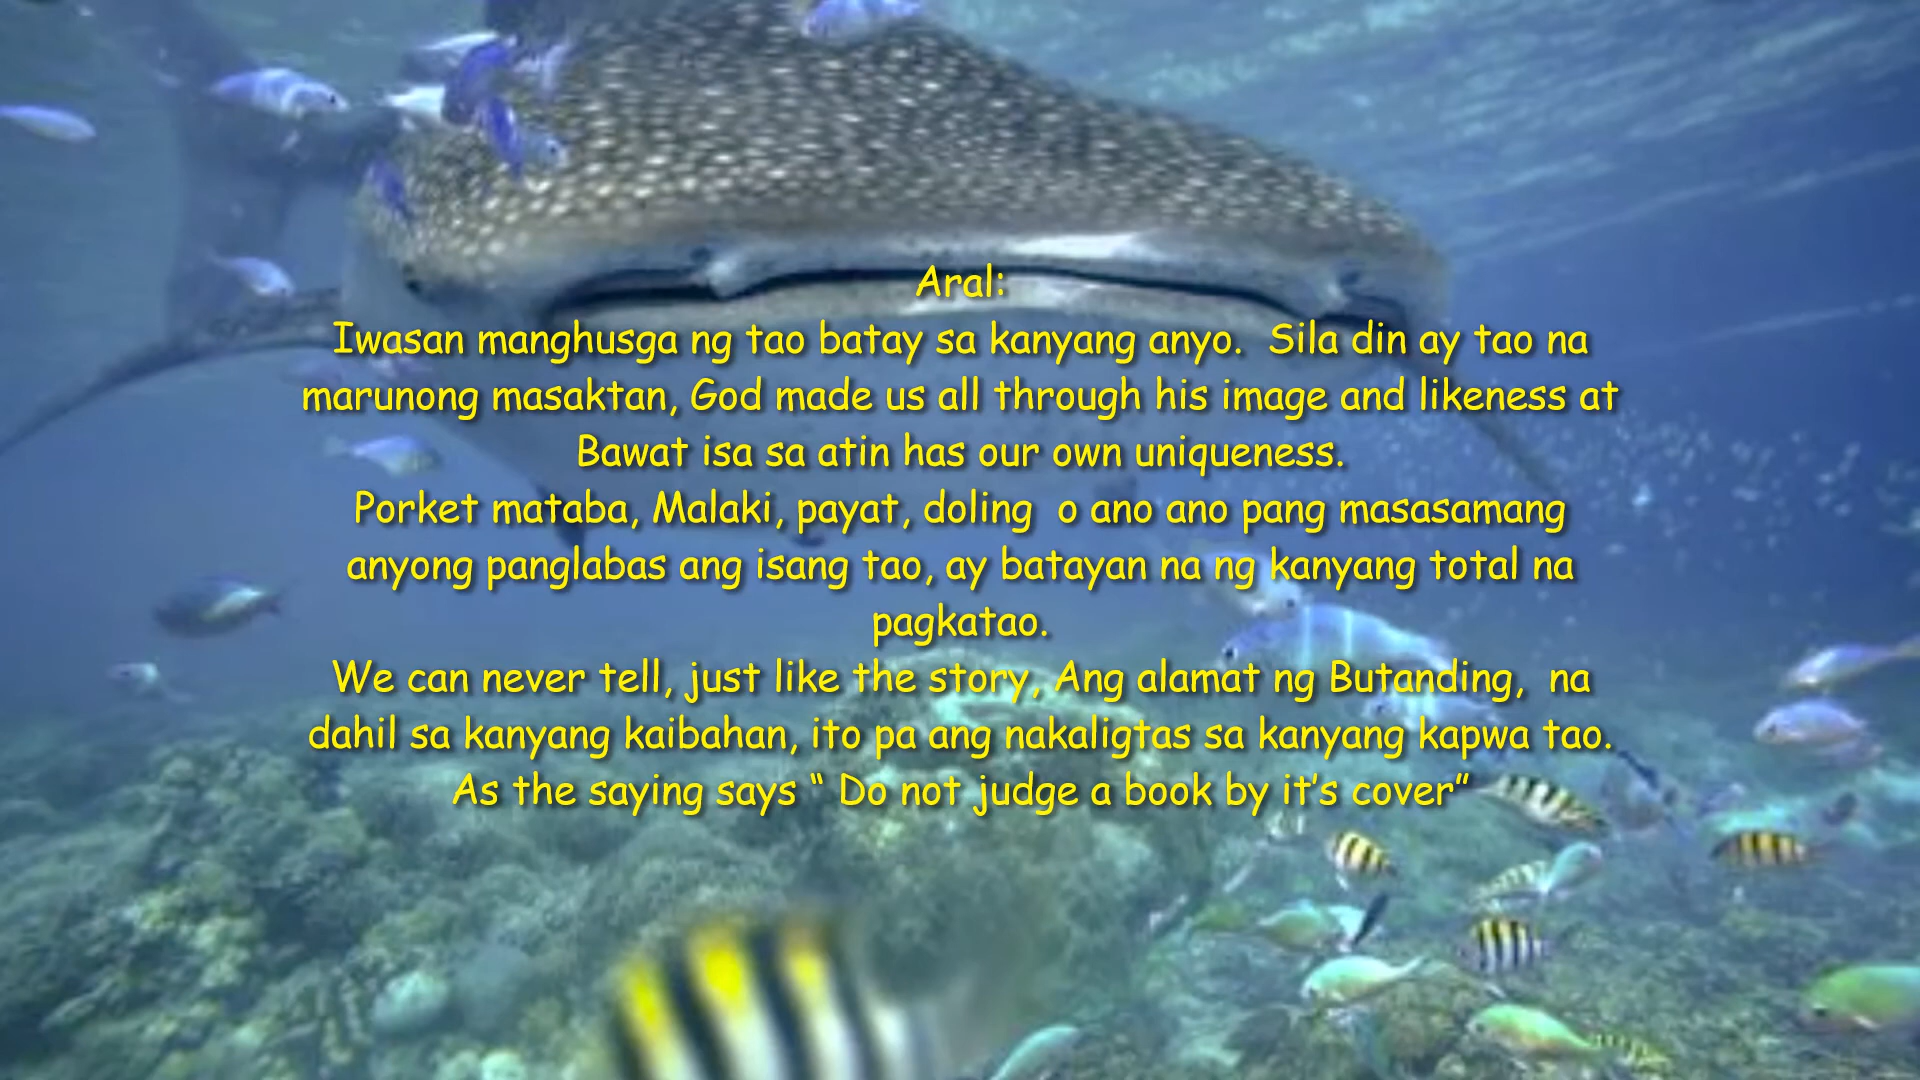 Aral:
Iwasan manghusga ng tao batay sa kanyang anyo.  Sila din ay tao na
marunong masaktan, God made us all through his image and likeness at
Bawat isa sa atin has our own uniqueness.
Porket mataba, Malaki, payat, doling  o ano ano pang masasamang
anyong panglabas ang isang tao, ay batayan na ng kanyang total na
pagkatao.
We can never tell, just like the story, Ang alamat ng Butanding,  na
dahil sa kanyang kaibahan, ito pa ang nakaligtas sa kanyang kapwa tao.
As the saying says “ Do not judge a book by it’s cover”